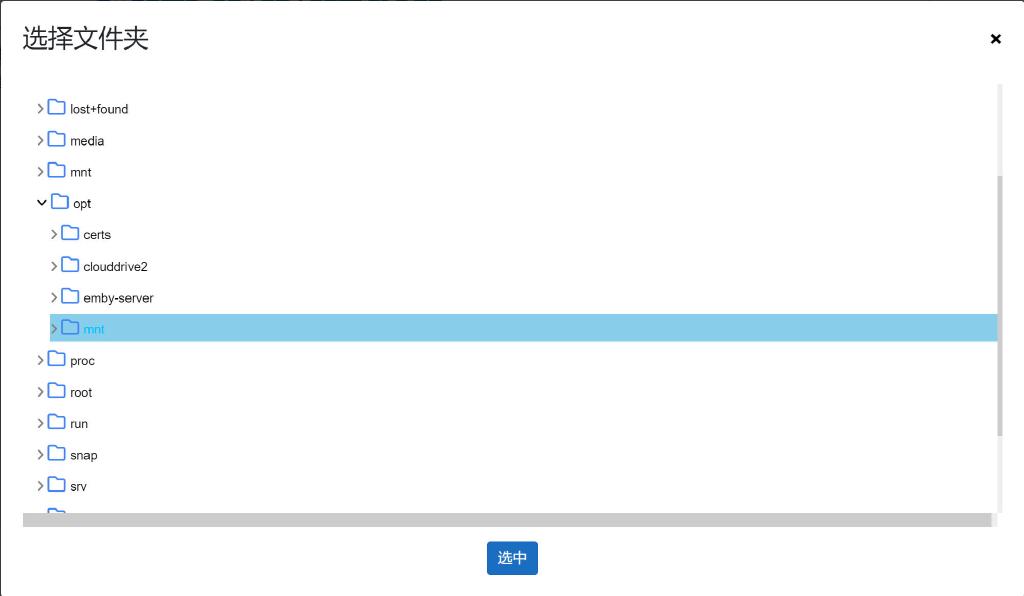 选择文件夹
lost+found
media
mnt
opt
certs
clouddrive2
emby-server
mnt
proc
root
run
snap
srv
选中